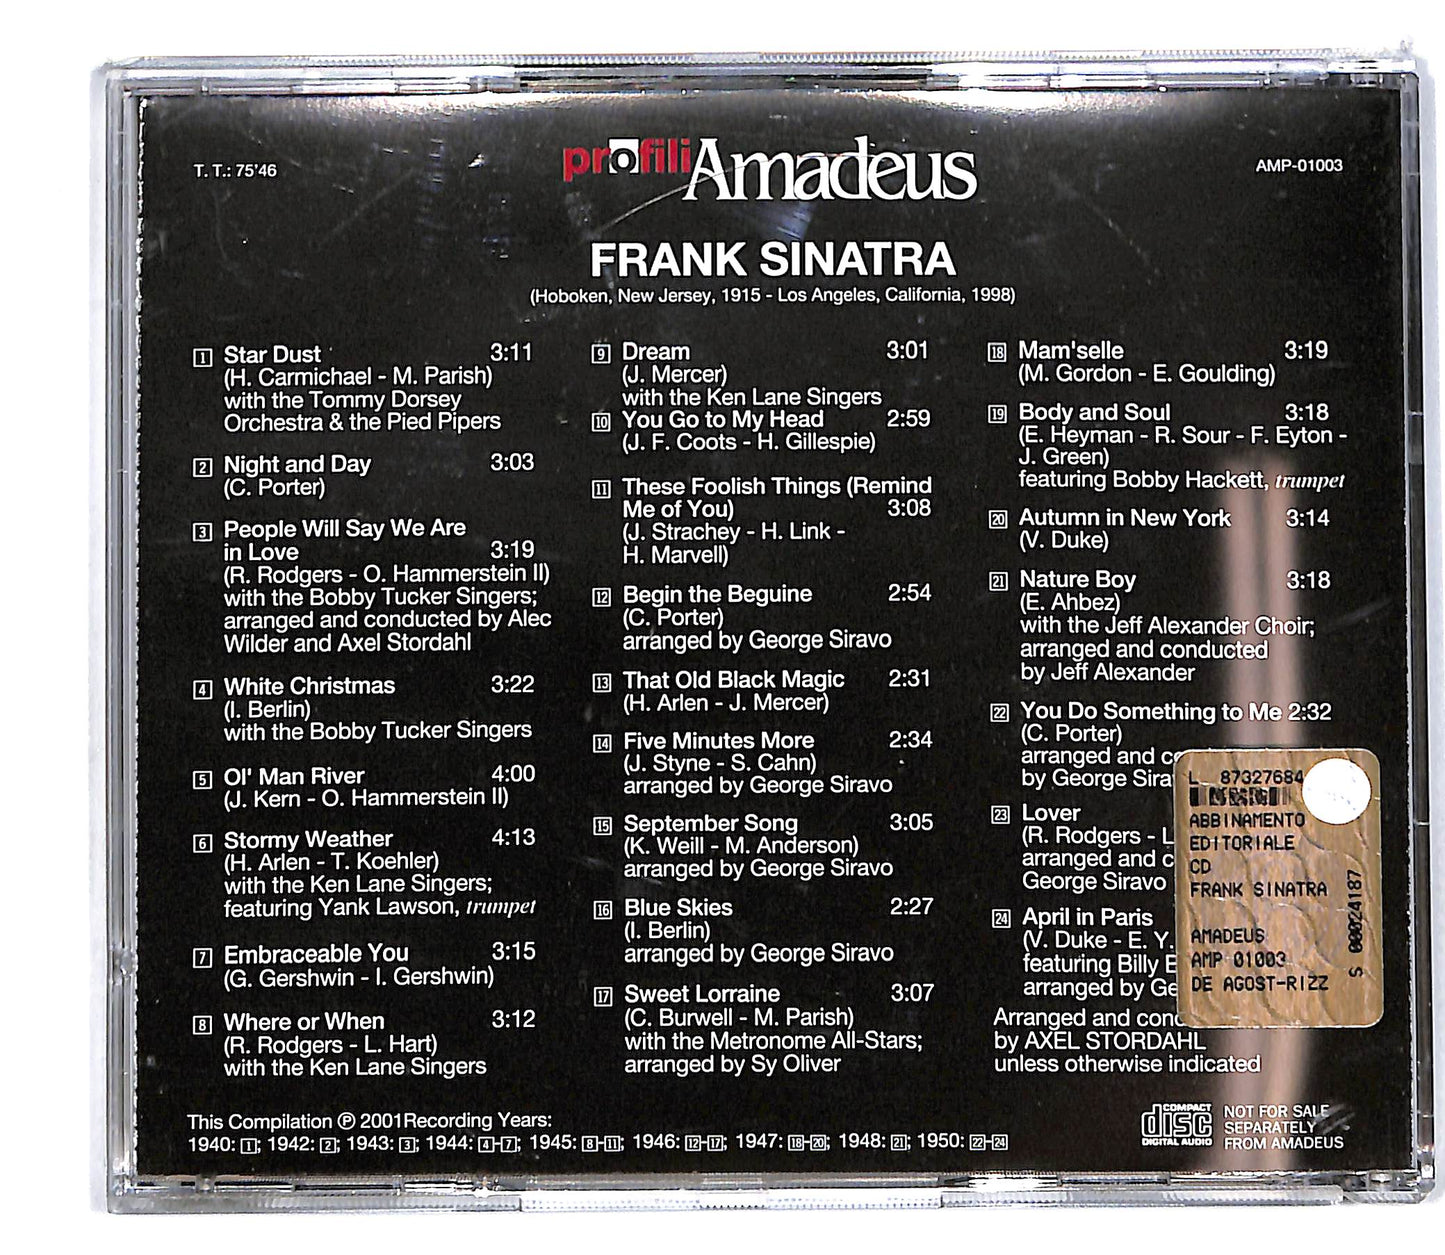 T. T.: 75'46
profili Amadeus
AMP-01003
FRANK SINATRA
(Hoboken, New Jersey, 1915 - Los Angeles, California, 1998)
1 Star Dust 3:11
(H. Carmichael - M. Parish)
with the Tommy Dorsey
Orchestra & the Pied Pipers
2 Night and Day 3:03
(C. Porter)
3 People Will Say We Are
in Love 3:19
(R. Rodgers - O. Hammerstein II)
with the Bobby Tucker Singers;
arranged and conducted by Alec
Wilder and Axel Stordahl
4 White Christmas 3:22
(I. Berlin)
with the Bobby Tucker Singers
5 Ol' Man River 4:00
(J. Kern - O. Hammerstein II)
6 Stormy Weather 4:13
(H. Arlen - T. Koehler)
with the Ken Lane Singers;
featuring Yank Lawson, trumpet
7 Embraceable You 3:15
(G. Gershwin - I. Gershwin)
8 Where or When 3:12
(R. Rodgers - L. Hart)
with the Ken Lane Singers
9 Dream 3:01
(J. Mercer)
with the Ken Lane Singers
10 You Go to My Head 2:59
(J. F. Coots - H. Gillespie)
11 These Foolish Things (Remind
Me of You) 3:08
(J. Strachey - H. Link -
H. Marvell)
12 Begin the Beguine 2:54
(C. Porter)
arranged by George Siravo
13 That Old Black Magic 2:31
(H. Arlen - J. Mercer)
14 Five Minutes More 2:34
(J. Styne - S. Cahn)
arranged by George Siravo
15 September Song 3:05
(K. Weill - M. Anderson)
arranged by George Siravo
16 Blue Skies 2:27
(I. Berlin)
arranged by George Siravo
17 Sweet Lorraine 3:07
(C. Burwell - M. Parish)
with the Metronome All-Stars;
arranged by Sy Oliver
18 Mam'selle 3:19
(M. Gordon - E. Goulding)
19 Body and Soul 3:18
(E. Heyman - R. Sour - F. Eyton -
J. Green)
featuring Bobby Hackett, trumpet
20 Autumn in New York 3:14
(V. Duke)
21 Nature Boy 3:18
(E. Ahbez)
with the Jeff Alexander Choir;
arranged and conducted
by Jeff Alexander
22 You Do Something to Me 2:32
(C. Porter)
arranged and
by George
23 Lover
(R. Rodgers -
arranged and
George Siravo
24 April in Paris
(V. Duke - E. Y.
featuring Billy
arranged by
Arranged and
by AXEL STORDAHL
unless otherwise indicated
L 87327684
ABBINAMENTO
EDITORIALE
CD
FRANK SINATRA
AMADEUS
AMP 01003
DE AGOST-RIZZ
S 00024187
This Compilation ℗ 2001Recording Years:
1940: 1; 1942: 2; 1943: 3; 1944: 4-7; 1945: 8-11; 1946: 12-17; 1947: 18-20; 1948: 21; 1950: 22-24
COMPACT
disc
DIGITAL AUDIO
NOT FOR SALE
SEPARATELY
FROM AMADEUS